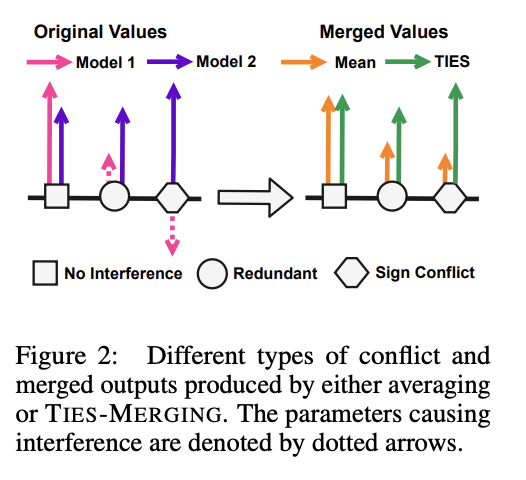 Original Values
Merged Values
Model 1
Model 2
Mean
TIES
No Interference
Redundant
Sign Conflict
Figure 2: Different types of conflict and
merged outputs produced by either averaging
or TIES-MERGING. The parameters causing
interference are denoted by dotted arrows.